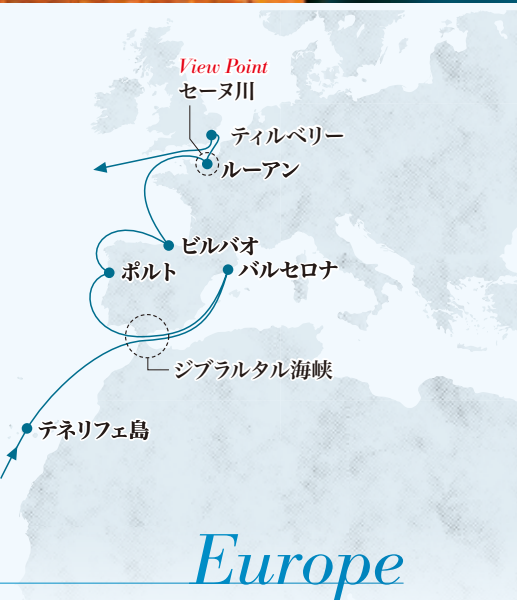 View Point
セーヌ川
ティルベリー
ルーアン
ビルバオ
ポルト
バルセロナ
ジブラルタル海峡
テネリフェ島
Europe